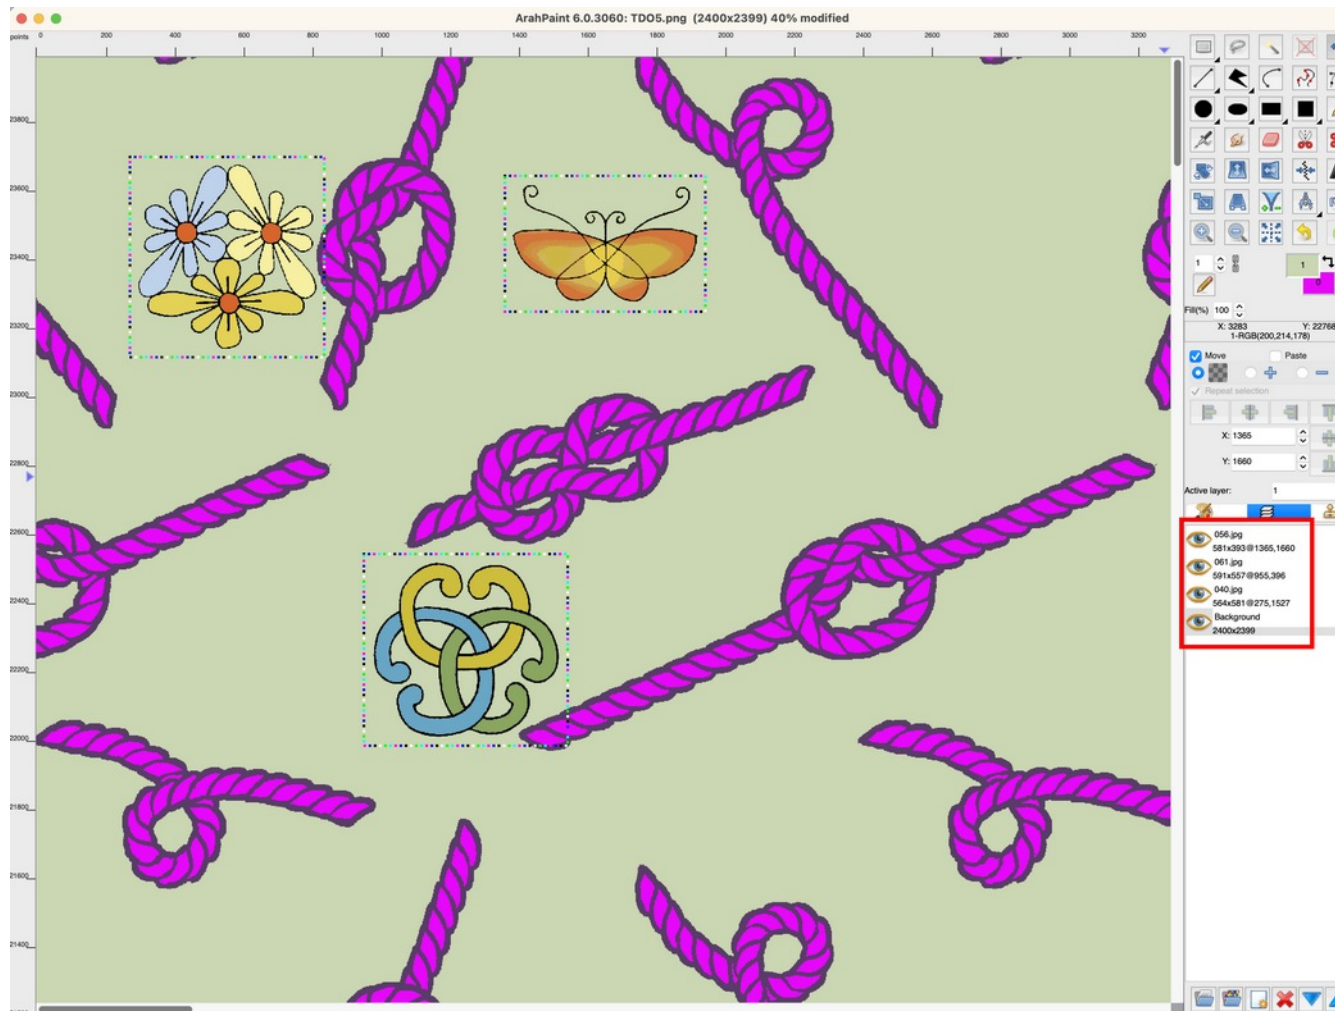 ArahPaint 6.0.3060: TDO5.png (2400x2399) 40% modified
points 0 200 400 600 800 1000 1200 1400 1600 1800 2000 2200 2400 2600 2800 3000 3200
23800
23600
23400
23200
23000
22800
22600
22400
22200
22000
21800
21600
21400
1
1
0
Fill(%) 100
X: 3283 Y: 22768
1-RGB(200,214,178)
Move Paste
Repeat selection
X: 1365
Y: 1660
Active layer: 1
056.jpg
581x393@1365,1660
061.jpg
591x557@955,396
040.jpg
564x581@275,1527
Background
2400x2399